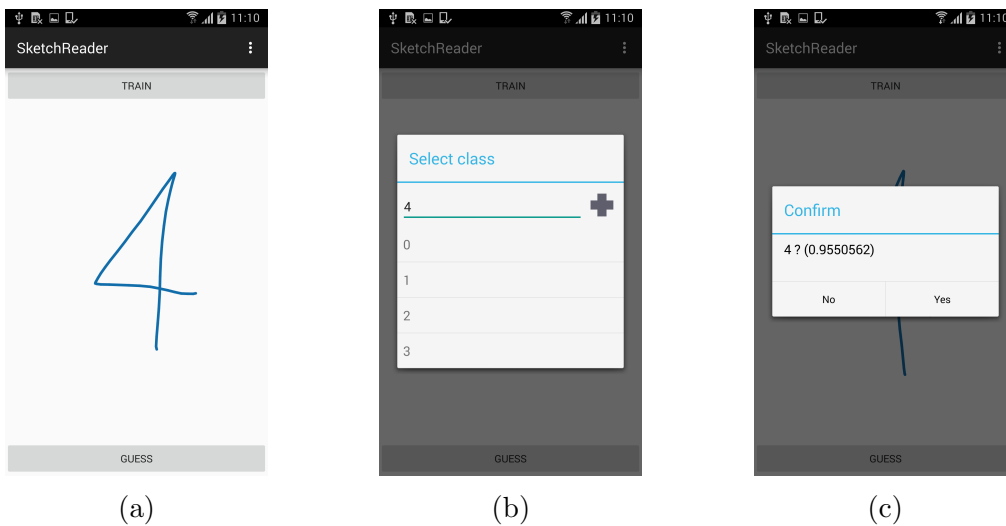 11:10
SketchReader
TRAIN
4
GUESS
(a)
11:10
SketchReader
TRAIN
Select class
4
0
1
2
3
GUESS
(b)
11:10
SketchReader
TRAIN
Confirm
4 ? (0.9550562)
No Yes
GUESS
(c)